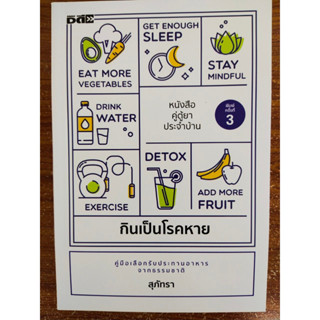 DDX
GET ENOUGH
SLEEP
EAT MORE
VEGETABLES
STAY
MINDFUL
DRINK
WATER
หนังสือ
คู่ตู้ยา
ประจำบ้าน
พิมพ์
ครั้งที่
3
EXERCISE
DETOX
ADD MORE
FRUIT
กินเป็นโรคหาย
คู่มือเลือกรับประทานอาหาร
จากธรรมชาติ
สุภัทรา